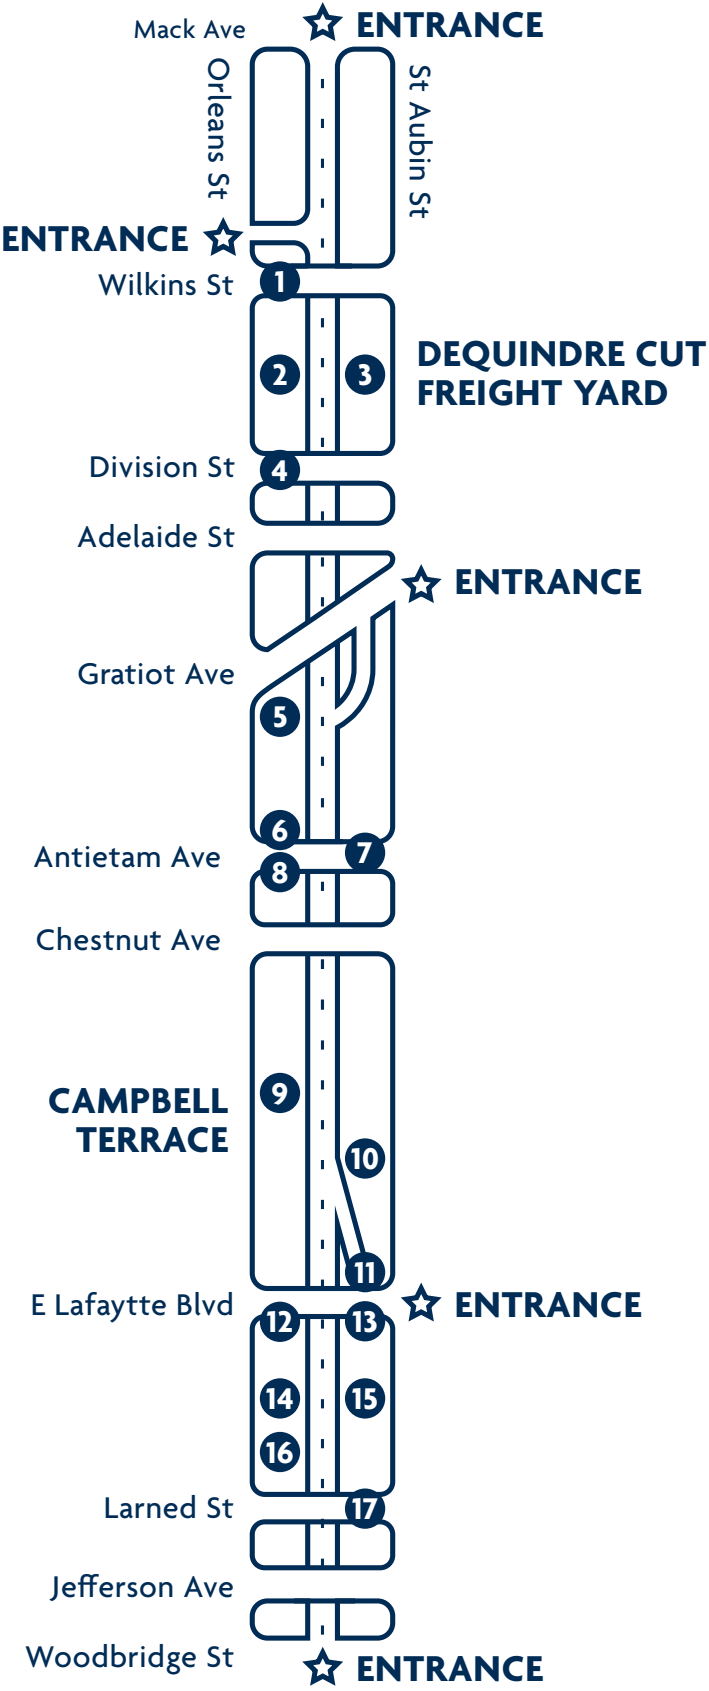 Mack Ave
ENTRANCE
Orleans St
St Aubin St
ENTRANCE
Wilkins St
1
DEQUINDRE CUT
FREIGHT YARD
2
3
Division St
4
Adelaide St
ENTRANCE
Gratiot Ave
5
6
7
Antietam Ave
8
Chestnut Ave
9
CAMPBELL
TERRACE
10
11
E Lafaytte Blvd
ENTRANCE
12
13
14
15
16
Larned St
17
Jefferson Ave
Woodbridge St
ENTRANCE